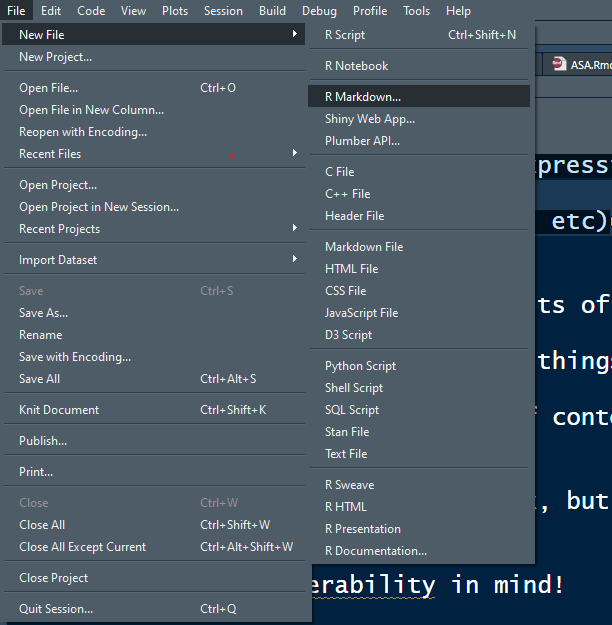 File Edit Code View Plots Session Build Debug Profile Tools Help
New File
New Project...
Open File... Ctrl+O
Open File in New Column...
Reopen with Encoding...
Recent Files
Open Project...
Open Project in New Session...
Recent Projects
Import Dataset
Save Ctrl+S
Save As...
Rename
Save with Encoding...
Save All Ctrl+Alt+S
Knit Document Ctrl+Shift+K
Publish...
Print...
Close Ctrl+W
Close All Ctrl+Shift+W
Close All Except Current Ctrl+Alt+Shift+W
Close Project
Quit Session... Ctrl+Q
R Script Ctrl+Shift+N
R Notebook
R Markdown...
Shiny Web App...
Plumber API...
C File
C++ File
Header File
Markdown File
HTML File
CSS File
JavaScript File
D3 Script
Python Script
Shell Script
SQL Script
Stan File
Text File
R Sweave
R HTML
R Presentation
R Documentation...
ASA.Rmd
press
etc)
ts of
things
conte
, but
erability in mind!